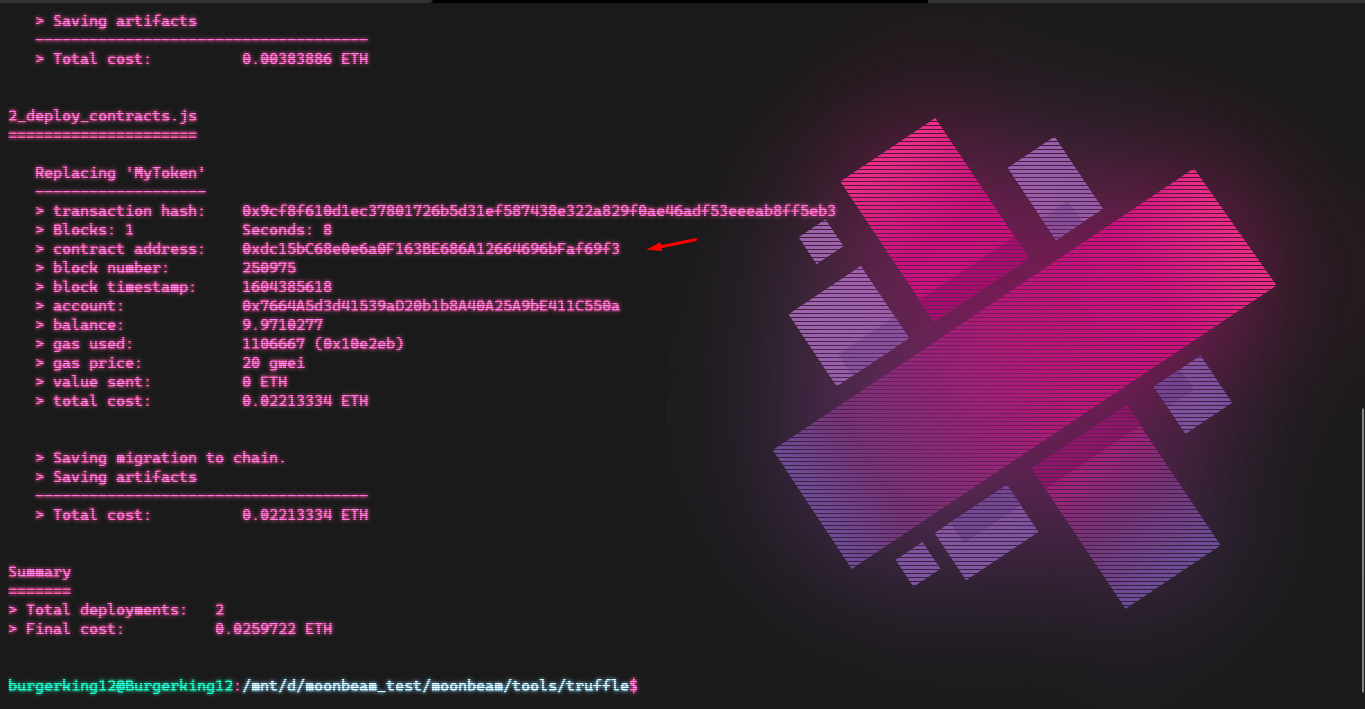 > Saving artifacts
-------------------------------------
> Total cost: 0.00383886 ETH
2_deploy_contracts.js
=====================
Replacing 'MyToken'
-------------------
> transaction hash: 0x9cf8f610d1ec37801726b5d31ef587438e322a829f0ae46adf53eeeab8ff5eb3
> Blocks: 1 Seconds: 8
> contract address: 0xdc15bC68e0e6a0F163BE686A12664696bFaf69f3
> block number: 250975
> block timestamp: 1604385618
> account: 0x7664A5d3d41539aD20b1b8A40A25A9bE411C550a
> balance: 9.9710277
> gas used: 1106667 (0x10e2eb)
> gas price: 20 gwei
> value sent: 0 ETH
> total cost: 0.02213334 ETH
> Saving migration to chain.
> Saving artifacts
-------------------------------------
> Total cost: 0.02213334 ETH
Summary
=======
> Total deployments: 2
> Final cost: 0.0259722 ETH
burgerking12@Burgerking12:/mnt/d/moonbeam_test/moonbeam/tools/truffle$